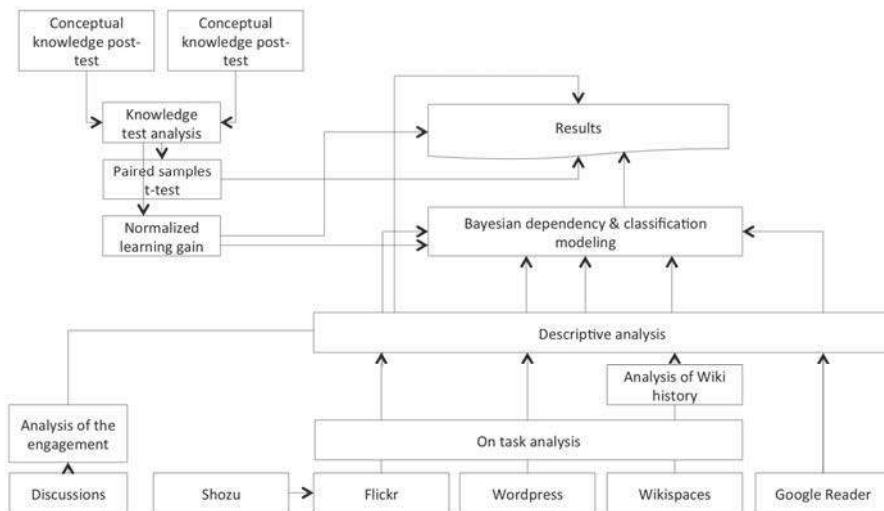 Conceptual
knowledge post-
test
Conceptual
knowledge post-
test
Knowledge
test analysis
Results
Paired samples
t-test
Normalized
learning gain
Bayesian dependency & classification
modeling
Descriptive analysis
Analysis of Wiki
history
Analysis of the
engagement
On task analysis
Discussions
Shozu
Flickr
Wordpress
Wikispaces
Google Reader